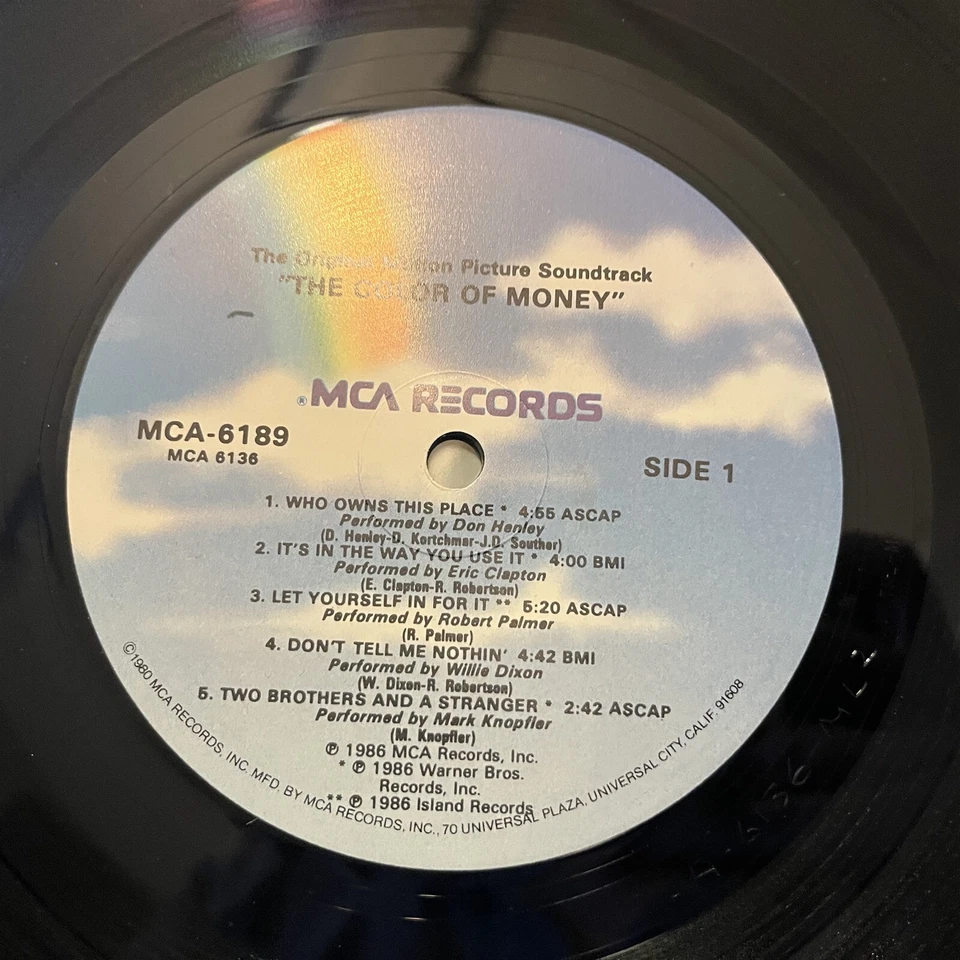 The Original Motion Picture Soundtrack
"THE COLOR OF MONEY"
®MCA RECORDS
MCA-6189
MCA 6136
SIDE 1
1. WHO OWNS THIS PLACE * 4:55 ASCAP
Performed by Don Henley
(D. Henley-D. Kortchmar-J.D. Souther)
2. IT'S IN THE WAY YOU USE IT * 4:00 BMI
Performed by Eric Clapton
(E. Clapton-R. Robertson)
3. LET YOURSELF IN FOR IT ** 5:20 ASCAP
Performed by Robert Palmer
(R. Palmer)
4. DON'T TELL ME NOTHIN' 4:42 BMI
Performed by Willie Dixon
(W. Dixon-R. Robertson)
5. TWO BROTHERS AND A STRANGER * 2:42 ASCAP
Performed by Mark Knopfler
(M. Knopfler)
℗ 1986 MCA Records, Inc.
* ℗ 1986 Warner Bros.
Records, Inc.
** ℗ 1986 Island Records
©1980 MCA RECORDS, INC. MFD. BY MCA RECORDS, INC., 70 UNIVERSAL PLAZA, UNIVERSAL CITY, CALIF. 91608